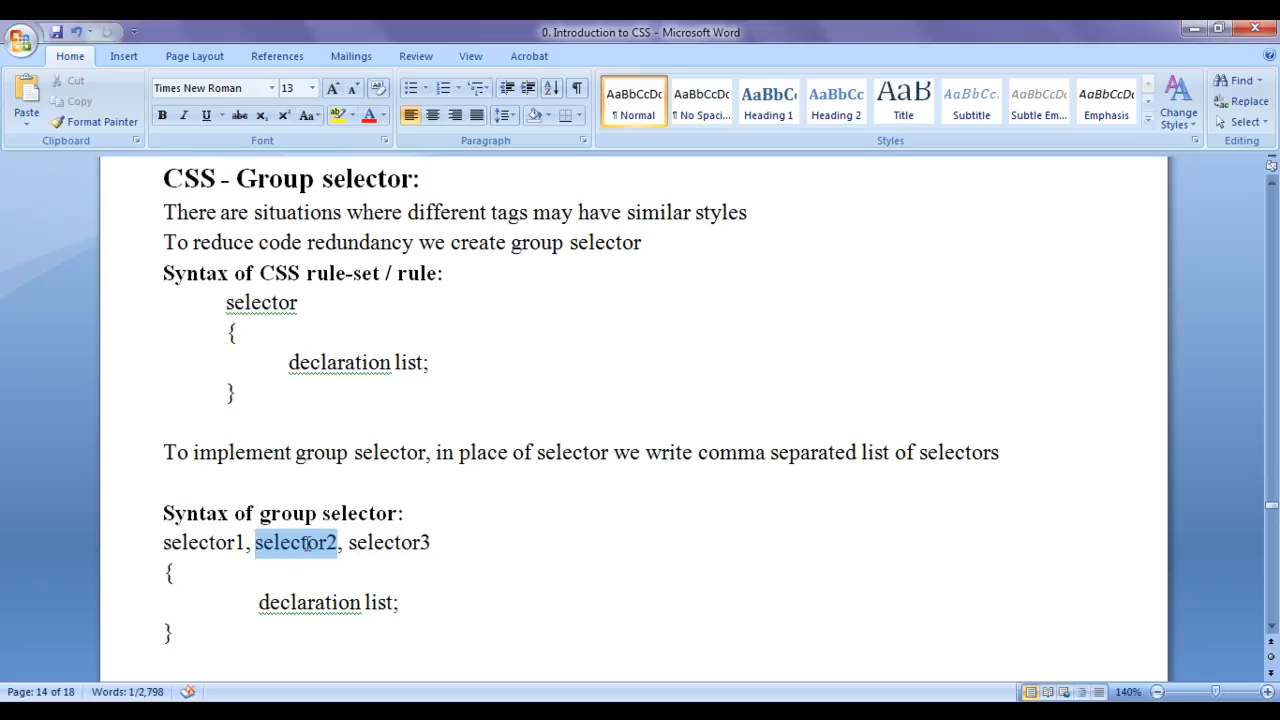 0. Introduction to CSS - Microsoft Word
Home Insert Page Layout References Mailings Review View Acrobat
Paste
Cut
Copy
Format Painter
Clipboard
Times New Roman 13
Font
Paragraph
AaBbCcDc AaBbCcDc AaBbC AaBbCc AaB AaBbCc. AaBbCcDc AaBbCcDc
¶ Normal ¶ No Spaci... Heading 1 Heading 2 Title Subtitle Subtle Em... Emphasis
Change Styles
Styles
Find
Replace
Select
Editing
CSS - Group selector:
There are situations where different tags may have similar styles
To reduce code redundancy we create group selector
Syntax of CSS rule-set / rule:
selector
{
declaration list;
}
To implement group selector, in place of selector we write comma separated list of selectors
Syntax of group selector:
selector1, selector2, selector3
{
declaration list;
}
Page: 14 of 18 Words: 1/2,798 140%